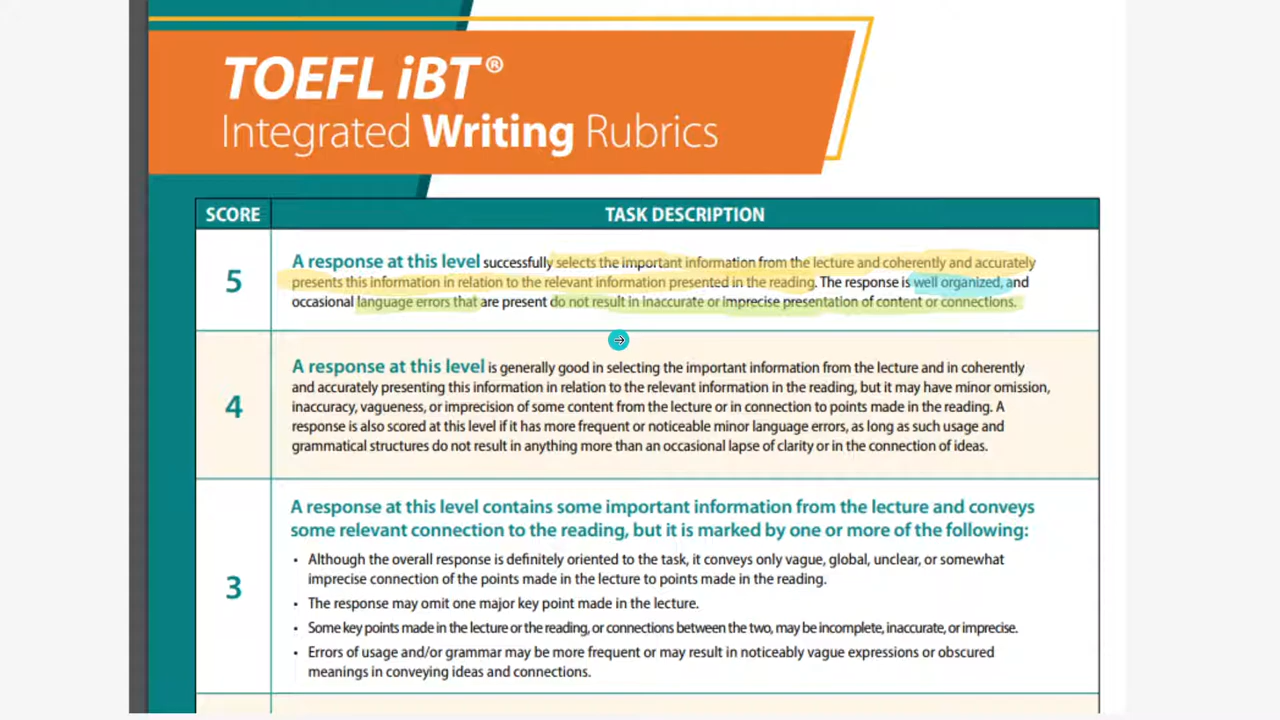 TOEFL iBT®
Integrated Writing Rubrics
SCORE TASK DESCRIPTION
5
A response at this level successfully selects the important information from the lecture and coherently and accurately
presents this information in relation to the relevant information presented in the reading. The response is well organized, and
occasional language errors that are present do not result in inaccurate or imprecise presentation of content or connections.
4
A response at this level is generally good in selecting the important information from the lecture and in coherently
and accurately presenting this information in relation to the relevant information in the reading, but it may have minor omission,
inaccuracy, vagueness, or imprecision of some content from the lecture or in connection to points made in the reading. A
response is also scored at this level if it has more frequent or noticeable minor language errors, as long as such usage and
grammatical structures do not result in anything more than an occasional lapse of clarity or in the connection of ideas.
3
A response at this level contains some important information from the lecture and conveys
some relevant connection to the reading, but it is marked by one or more of the following:
• Although the overall response is definitely oriented to the task, it conveys only vague, global, unclear, or somewhat
imprecise connection of the points made in the lecture to points made in the reading.
• The response may omit one major key point made in the lecture.
• Some key points made in the lecture or the reading, or connections between the two, may be incomplete, inaccurate, or imprecise.
• Errors of usage and/or grammar may be more frequent or may result in noticeably vague expressions or obscured
meanings in conveying ideas and connections.